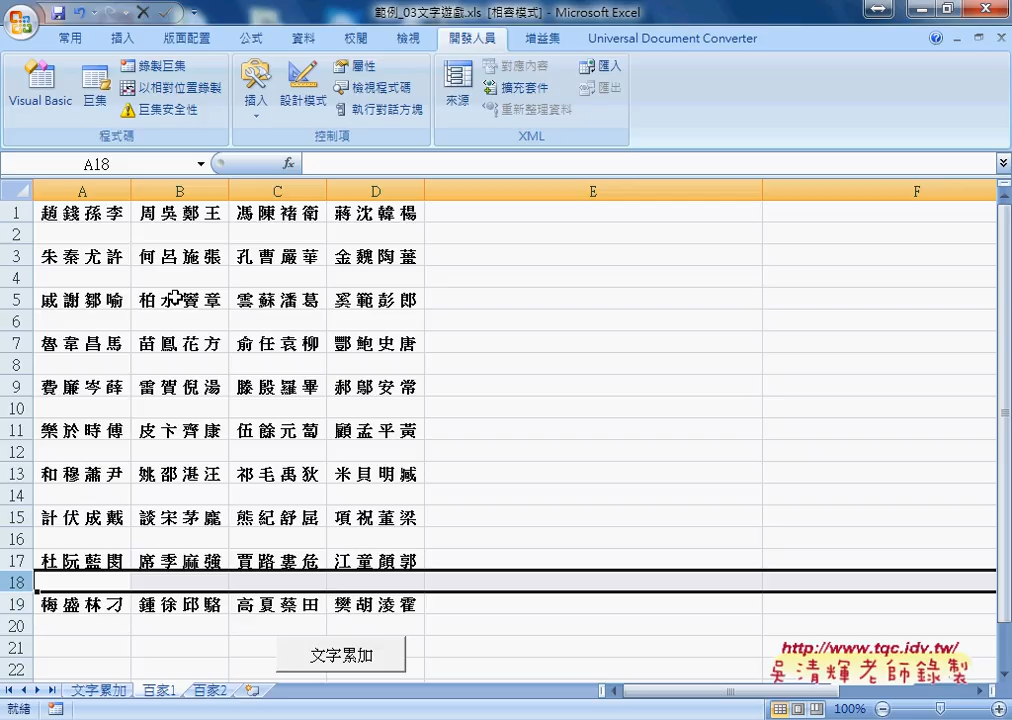 範例_03文字遊戲.xls [相容模式] - Microsoft Excel
常用 插入 版面配置 公式 資料 校閱 檢視 開發人員 增益集 Universal Document Converter
Visual Basic 巨集 錄製巨集 以相對位置錄製 巨集安全性 程式碼
插入 設計模式 屬性 檢視程式碼 執行對話方塊 控制項
來源 對應內容 擴充套件 重新整理資料 匯入 匯出 XML
A18 fx
A B C D E F
1 趙錢孫李 周吳鄭王 馮陳褚衛 蔣沈韓楊
2
3 朱秦尤許 何呂施張 孔曹嚴華 金魏陶薑
4
5 戚謝鄒喻 柏水竇章 雲蘇潘葛 奚範彭郎
6
7 魯韋昌馬 苗鳳花方 俞任袁柳 酆鮑史唐
8
9 費廉岑薛 雷賀倪湯 滕殷羅畢 郝鄔安常
10
11 樂於時傅 皮卞齊康 伍餘元蔔 顧孟平黃
12
13 和穆蕭尹 姚邵湛汪 祁毛禹狄 米貝明臧
14
15 計伏成戴 談宋茅龐 熊紀舒屈 項祝董梁
16
17 杜阮藍閔 席季麻強 賈路婁危 江童顏郭
18
19 梅盛林刁 鍾徐邱駱 高夏蔡田 樊胡淩霍
20
21
22
文字累加
http://www.tqc.idv.tw/
吳清輝老師錄製
文字累加 百家1 百家2
就緒 100%